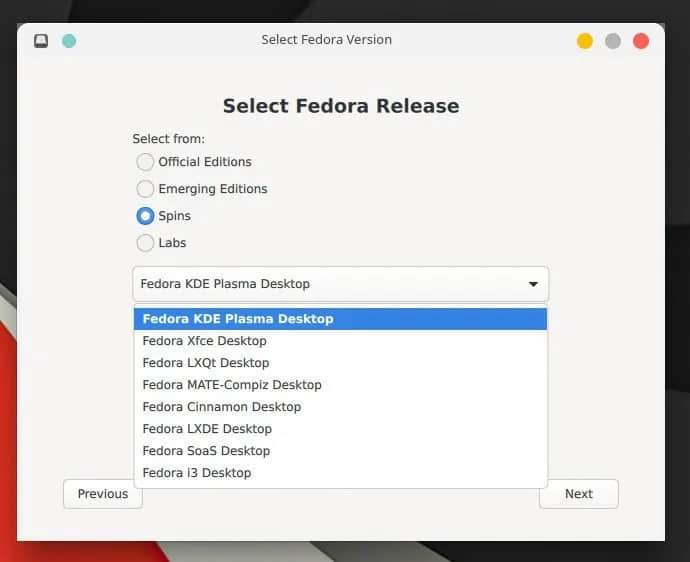 Select Fedora Version
Select Fedora Release
Select from:
Official Editions
Emerging Editions
Spins
Labs
Fedora KDE Plasma Desktop
Fedora KDE Plasma Desktop
Fedora Xfce Desktop
Fedora LXQt Desktop
Fedora MATE-Compiz Desktop
Fedora Cinnamon Desktop
Fedora LXDE Desktop
Fedora SoaS Desktop
Fedora i3 Desktop
Previous
Next